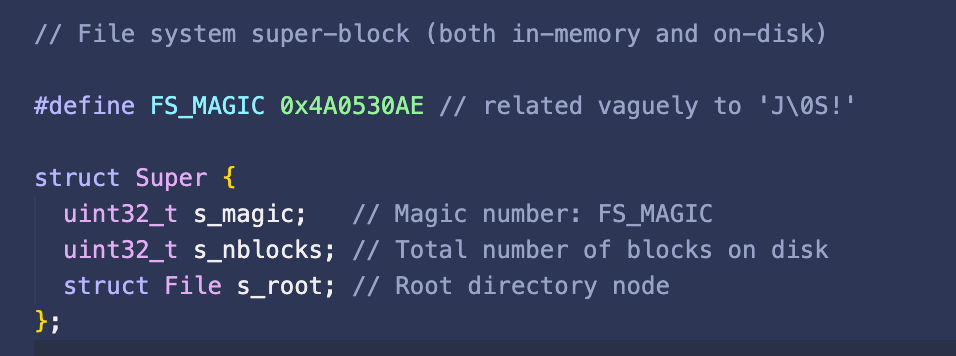 // File system super-block (both in-memory and on-disk)
#define FS_MAGIC 0x4A0530AE // related vaguely to 'J\0S!'
struct Super {
uint32_t s_magic; // Magic number: FS_MAGIC
uint32_t s_nblocks; // Total number of blocks on disk
struct File s_root; // Root directory node
};